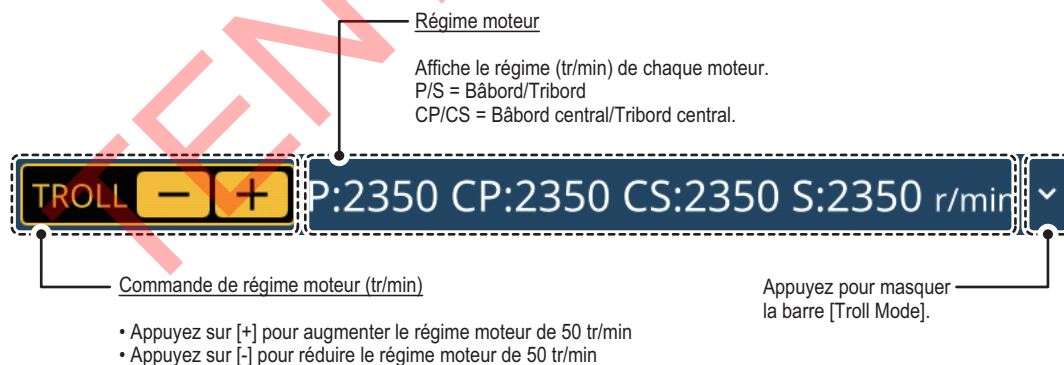 Régime moteur
Affiche le régime (tr/min) de chaque moteur.
P/S = Bâbord/Tribord
CP/CS = Bâbord central/Tribord central.
TROLL − + P:2350 CP:2350 CS:2350 S:2350 r/min
Commande de régime moteur (tr/min)
• Appuyez sur [+] pour augmenter le régime moteur de 50 tr/min
• Appuyez sur [-] pour réduire le régime moteur de 50 tr/min
Appuyez pour masquer
la barre [Troll Mode].